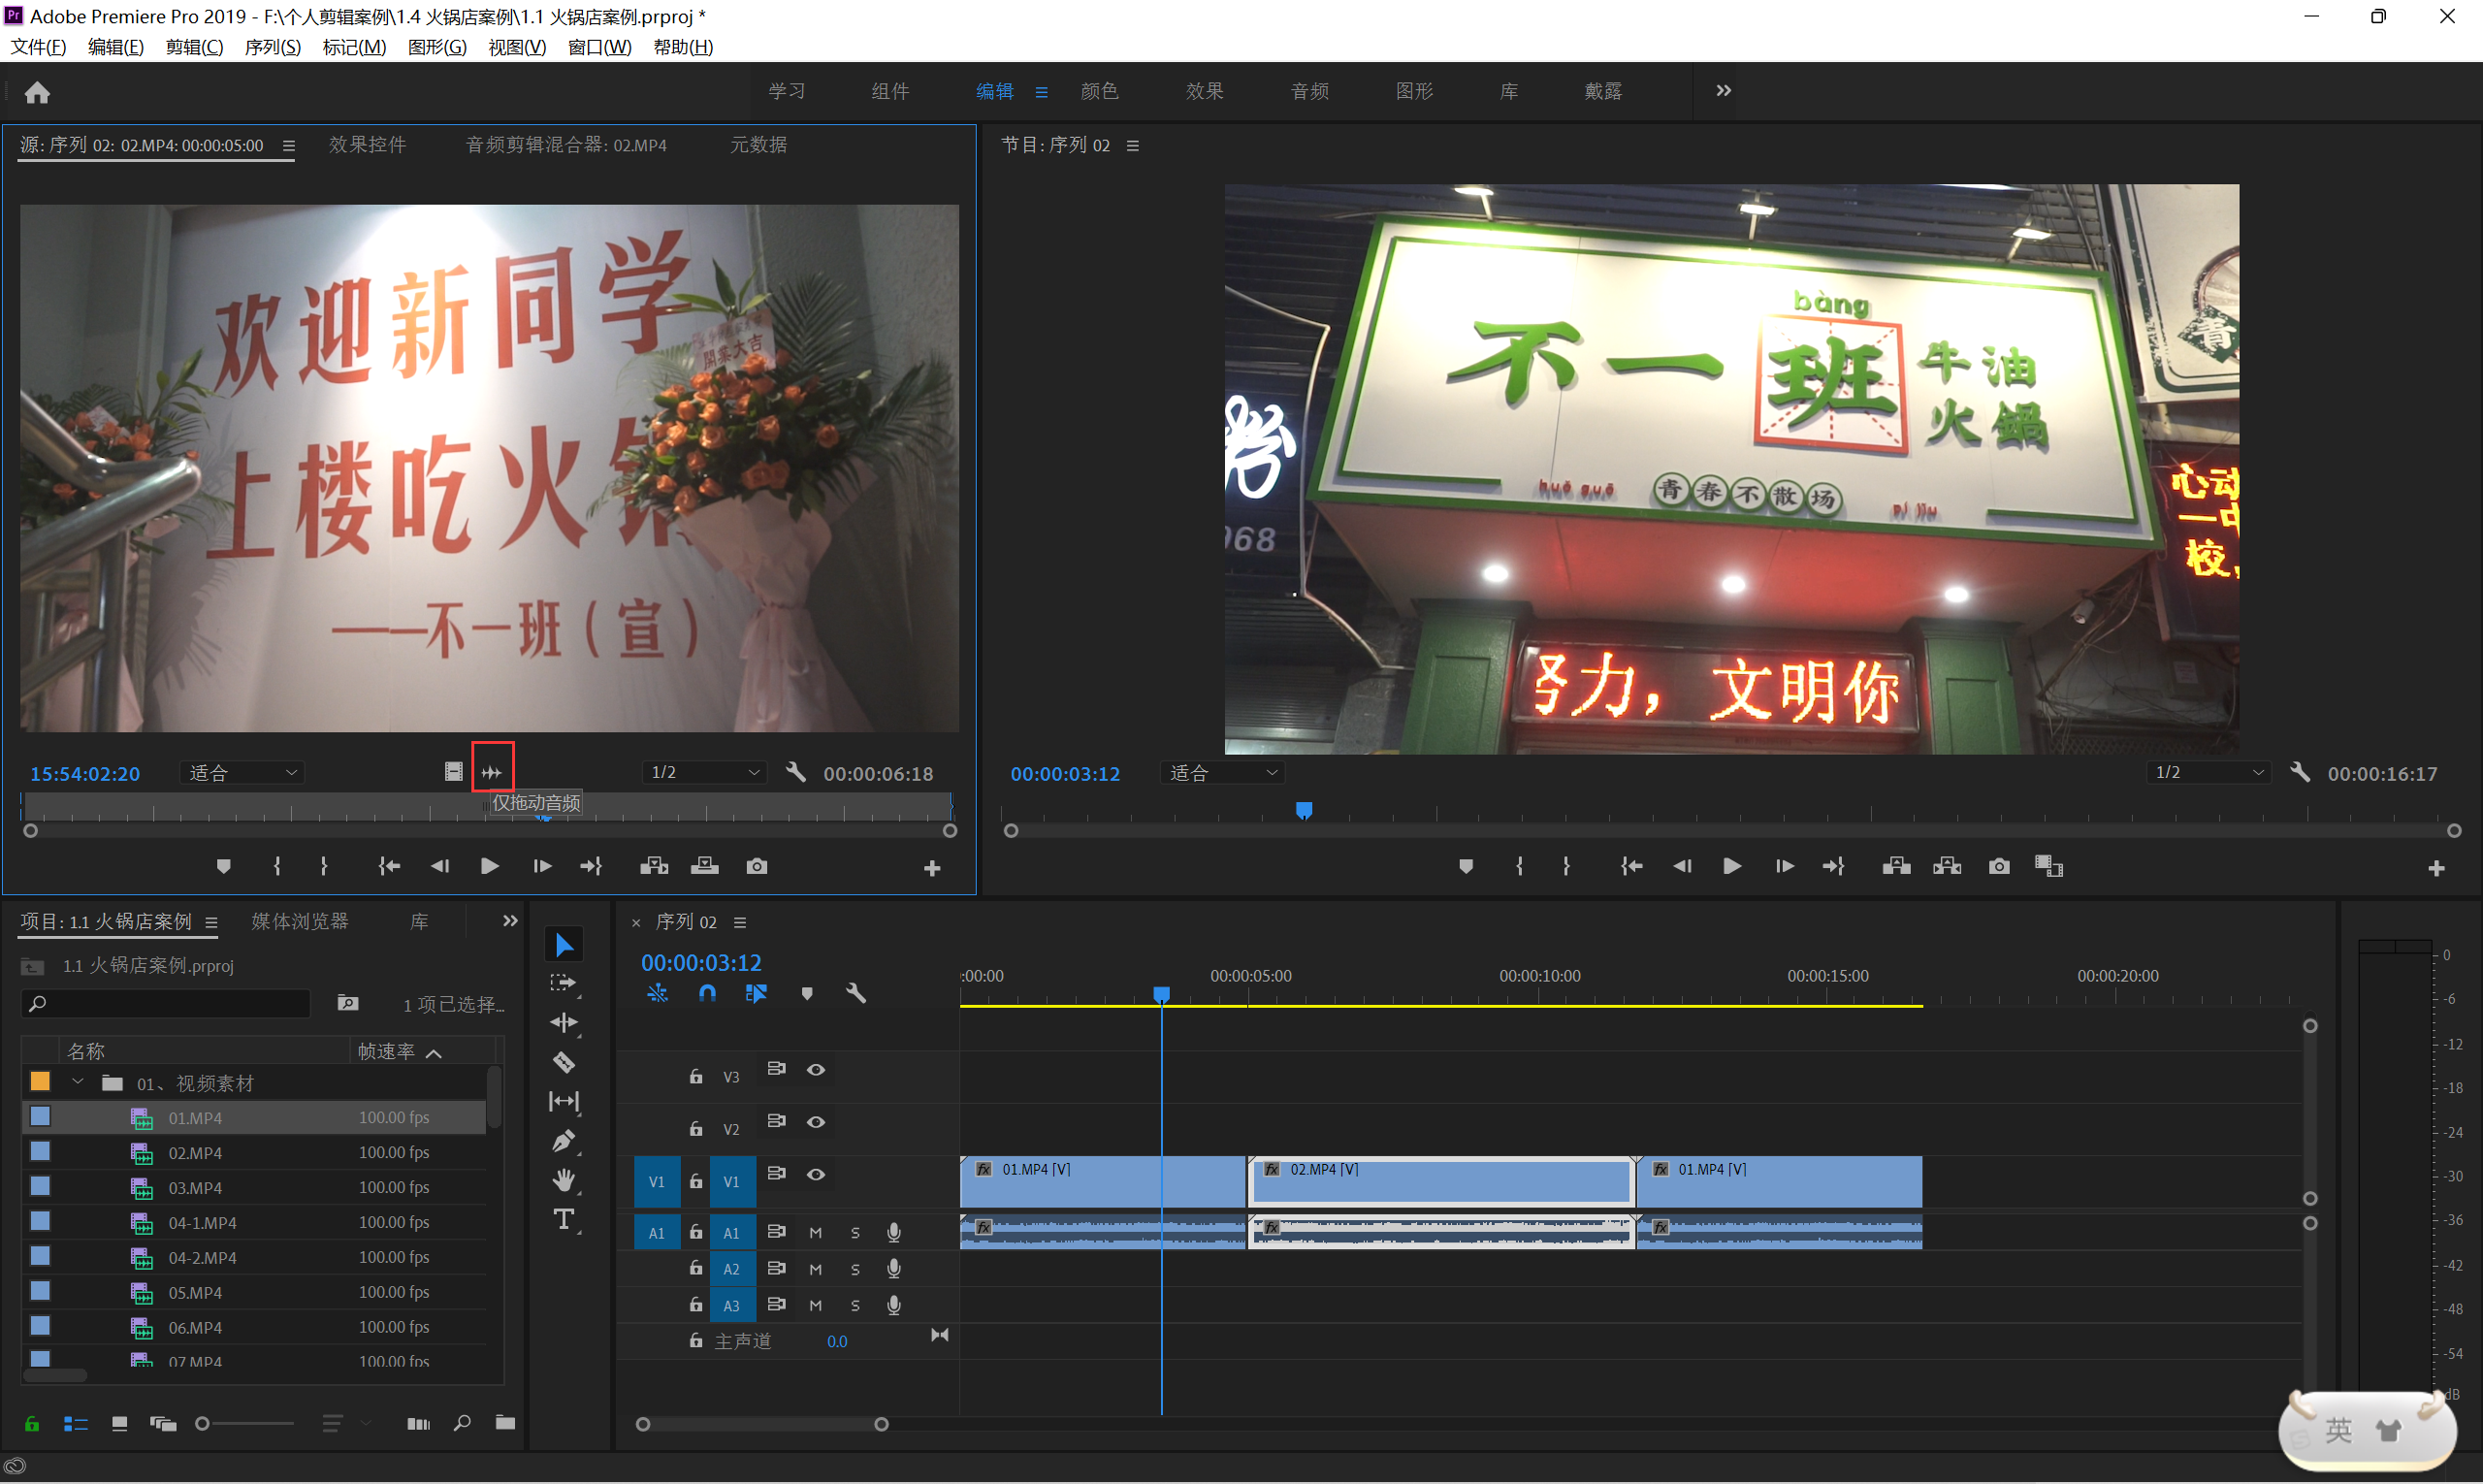 Adobe Premiere Pro 2019 - F:\个人剪辑案例\1.4 火锅店案例\1.1 火锅店案例.prproj *
文件(F) 编辑(E) 剪辑(C) 序列(S) 标记(M) 图形(G) 视图(V) 窗口(W) 帮助(H)
学习 组件 编辑 颜色 效果 音频 图形 库 戴露
源: 序列 02: 02.MP4: 00:00:05:00 效果控件 音频剪辑混合器: 02.MP4 元数据
欢迎新同学
開業大吉
上楼吃火锅
——不一班（宣）
15:54:02:20 适合 1/2 00:00:06:18
仅拖动音频
节目: 序列 02
bàng
不一班 牛油
火鍋
huǒ guō 青春不散场 pí jiǔ
068
青
心动
一中
校
努力，文明你
00:00:03:12 适合 1/2 00:00:16:17
项目: 1.1 火锅店案例 媒体浏览器 库
1.1 火锅店案例.prproj
1 项已选择...
名称 帧速率
01、视频素材
01.MP4 100.00 fps
02.MP4 100.00 fps
03.MP4 100.00 fps
04-1.MP4 100.00 fps
04-2.MP4 100.00 fps
05.MP4 100.00 fps
06.MP4 100.00 fps
07.MP4 100.00 fps
× 序列 02
00:00:03:12
:00:00 00:00:05:00 00:00:10:00 00:00:15:00 00:00:20:00
V3
V2
V1 V1 fx 01.MP4 [V] fx 02.MP4 [V] fx 01.MP4 [V]
A1 A1 M S fx fx fx
A2 M S
A3 M S
主声道 0.0
0
-6
-12
-18
-24
-30
-36
-42
-48
-54
dB
英